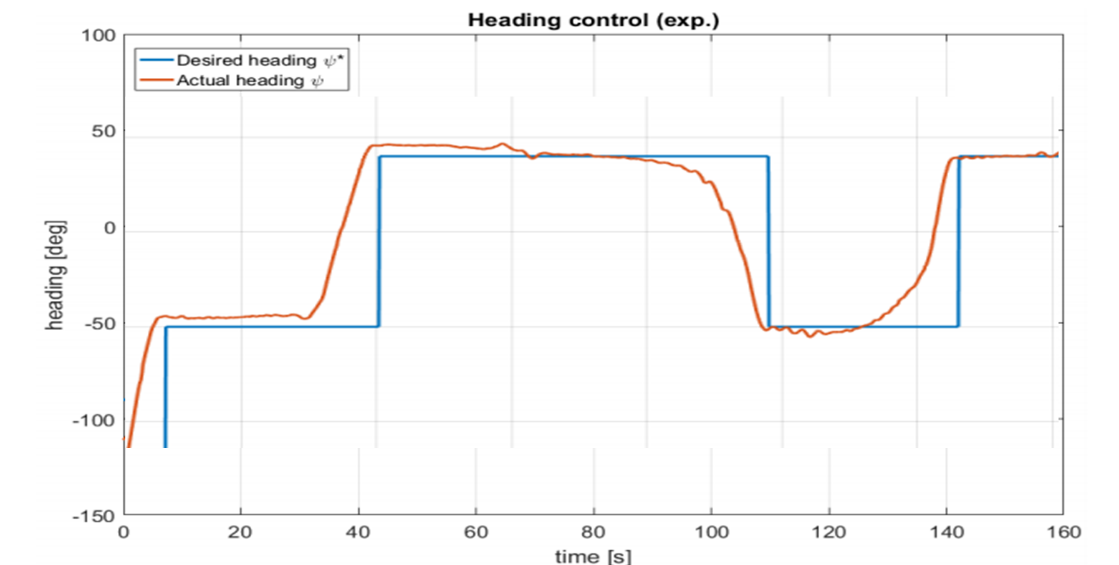 Heading control (exp.)
Desired heading ψ*
Actual heading ψ
100
50
0
-50
-100
-150
heading [deg]
0 20 40 60 80 100 120 140 160
time [s]